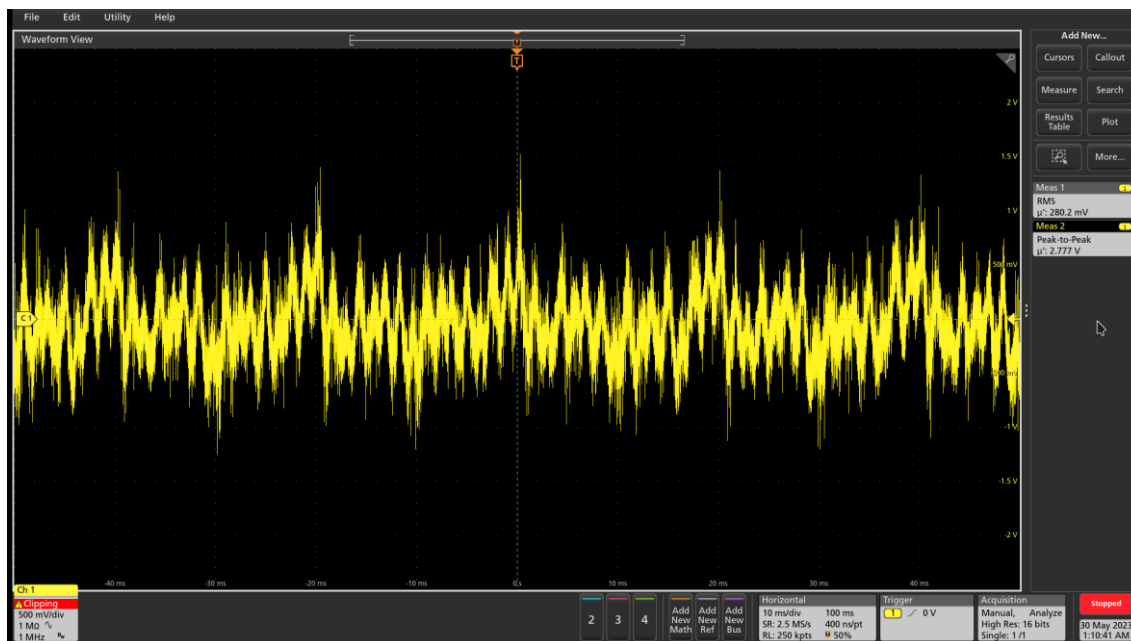 File Edit Utility Help
Waveform View
T
2 V
1.5 V
1 V
500 mV
C1
-500 mV
-1 V
-1.5 V
-2 V
-40 ms -30 ms -20 ms -10 ms 0 s 10 ms 20 ms 30 ms 40 ms
Add New...
Cursors Callout
Measure Search
Results Table Plot
More...
Meas 1 1
RMS
µ': 280.2 mV
Meas 2 1
Peak-to-Peak
µ': 2.777 V
Ch 1
Clipping
500 mV/div
1 MΩ
1 MHz
2 3 4
Add New Math
Add New Ref
Add New Bus
Horizontal
10 ms/div 100 ms
SR: 2.5 MS/s 400 ns/pt
RL: 250 kpts 50%
Trigger
1 0 V
Acquisition
Manual, Analyze
High Res: 16 bits
Single: 1 /1
Stopped
30 May 2023
1:10:41 AM